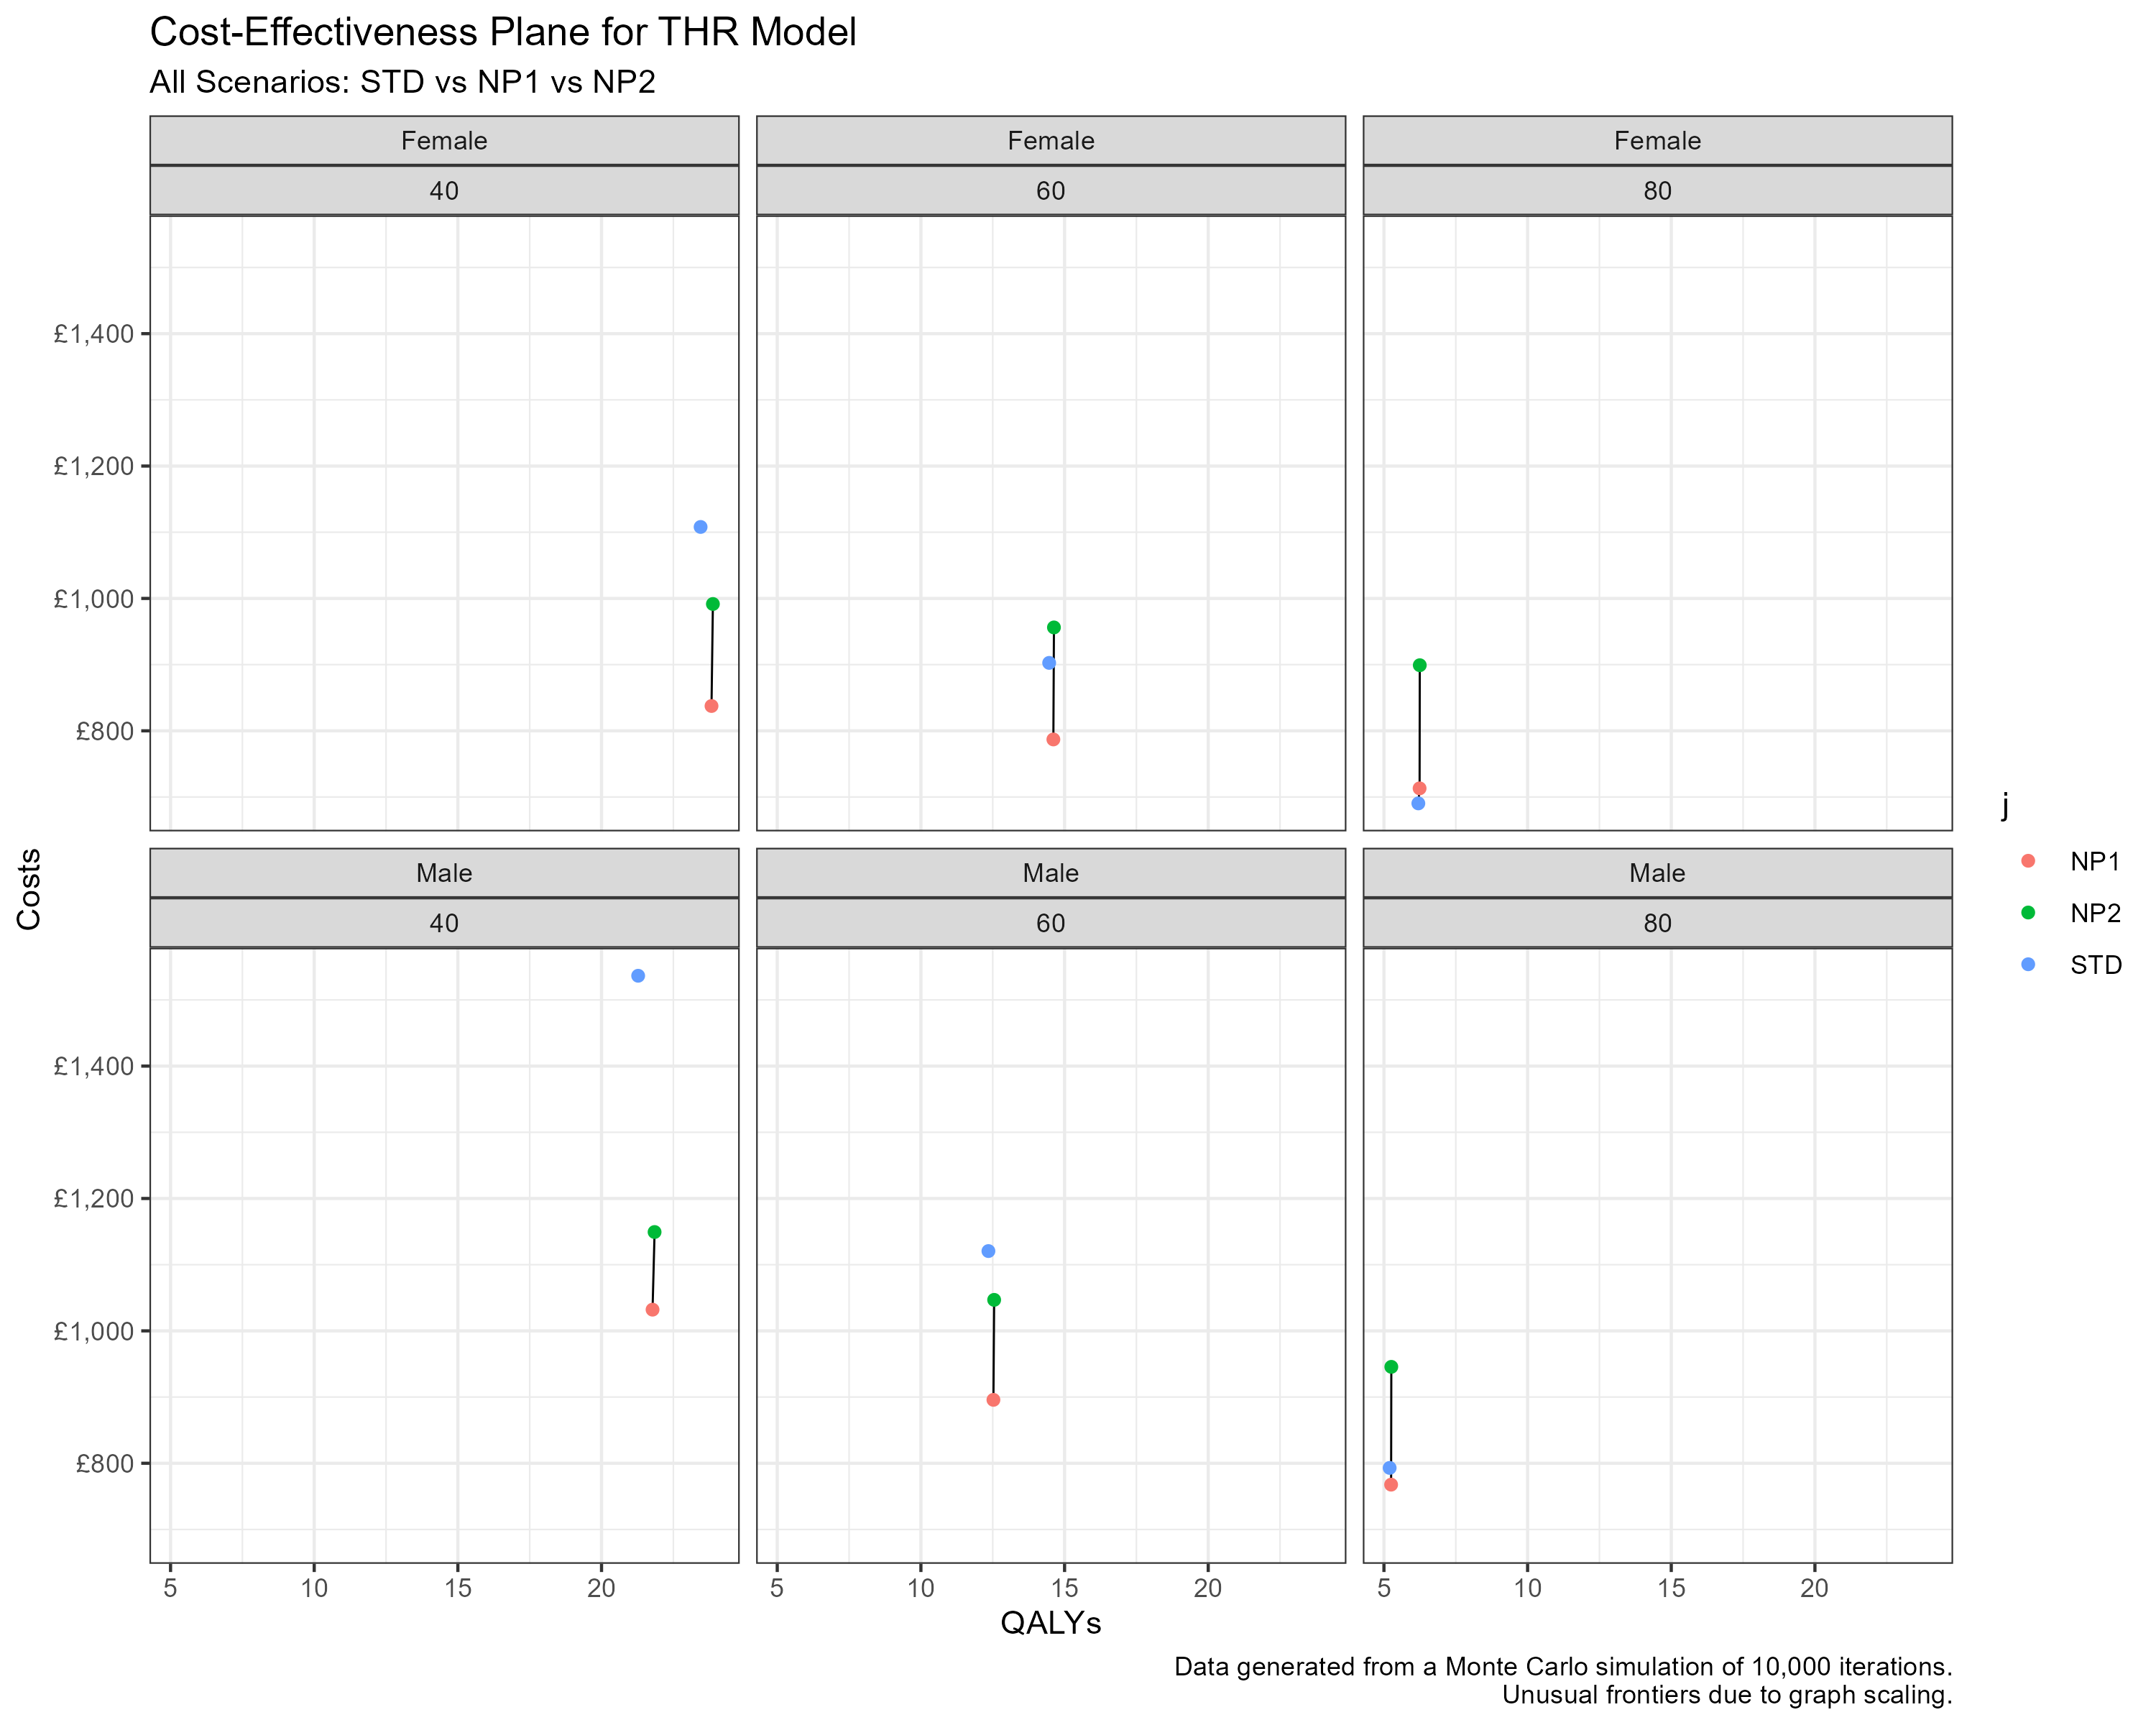 Cost-Effectiveness Plane for THR Model
All Scenarios: STD vs NP1 vs NP2
Female Female Female
40 60 80
£1,400
£1,200
£1,000
£800
Male Male Male
40 60 80
£1,400
£1,200
£1,000
£800
Costs
5 10 15 20 5 10 15 20 5 10 15 20
QALYs
j
NP1
NP2
STD
Data generated from a Monte Carlo simulation of 10,000 iterations.
Unusual frontiers due to graph scaling.